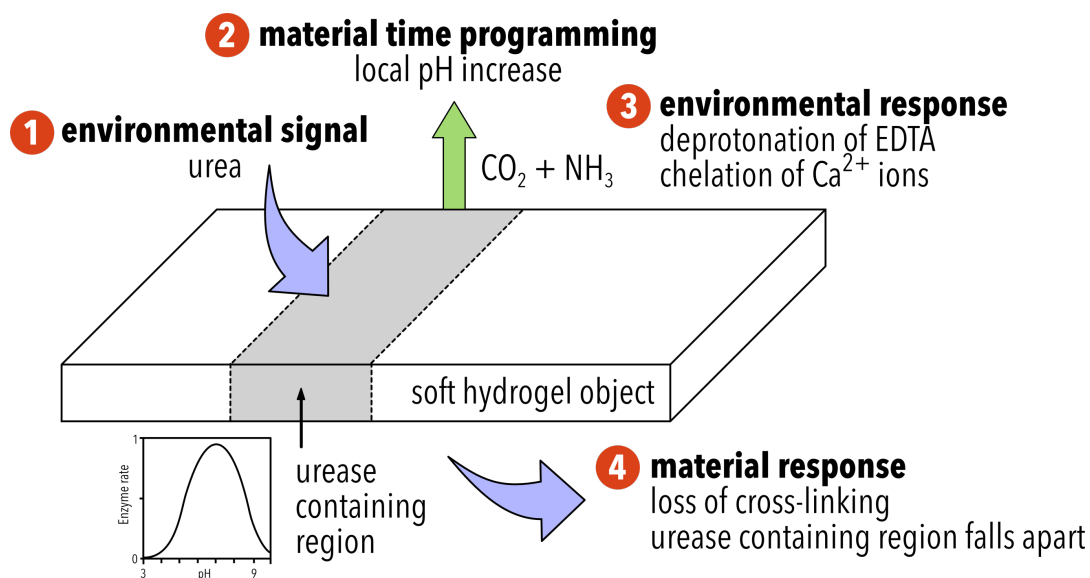 2 material time programming
local pH increase
1 environmental signal
urea
3 environmental response
deprotonation of EDTA
chelation of Ca²⁺ ions
CO₂ + NH₃
soft hydrogel object
urease
containing
region
1
Enzyme rate
0
3 pH 9
4 material response
loss of cross-linking
urease containing region falls apart